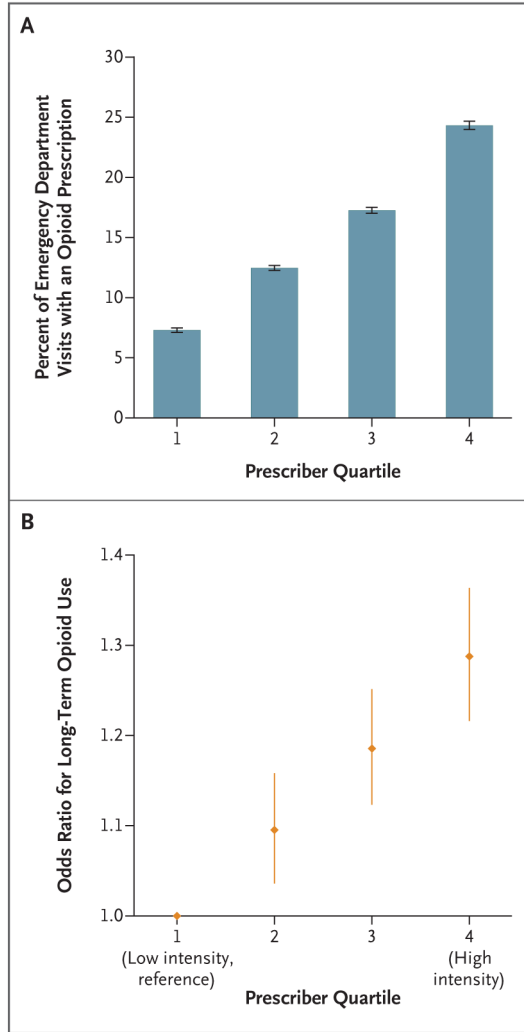 A
30
25
20
15
10
5
0
Percent of Emergency Department
Visits with an Opioid Prescription
1 2 3 4
Prescriber Quartile
B
1.4
1.3
1.2
1.1
1.0
Odds Ratio for Long-Term Opioid Use
1 2 3 4
(Low intensity, (High
reference) intensity)
Prescriber Quartile